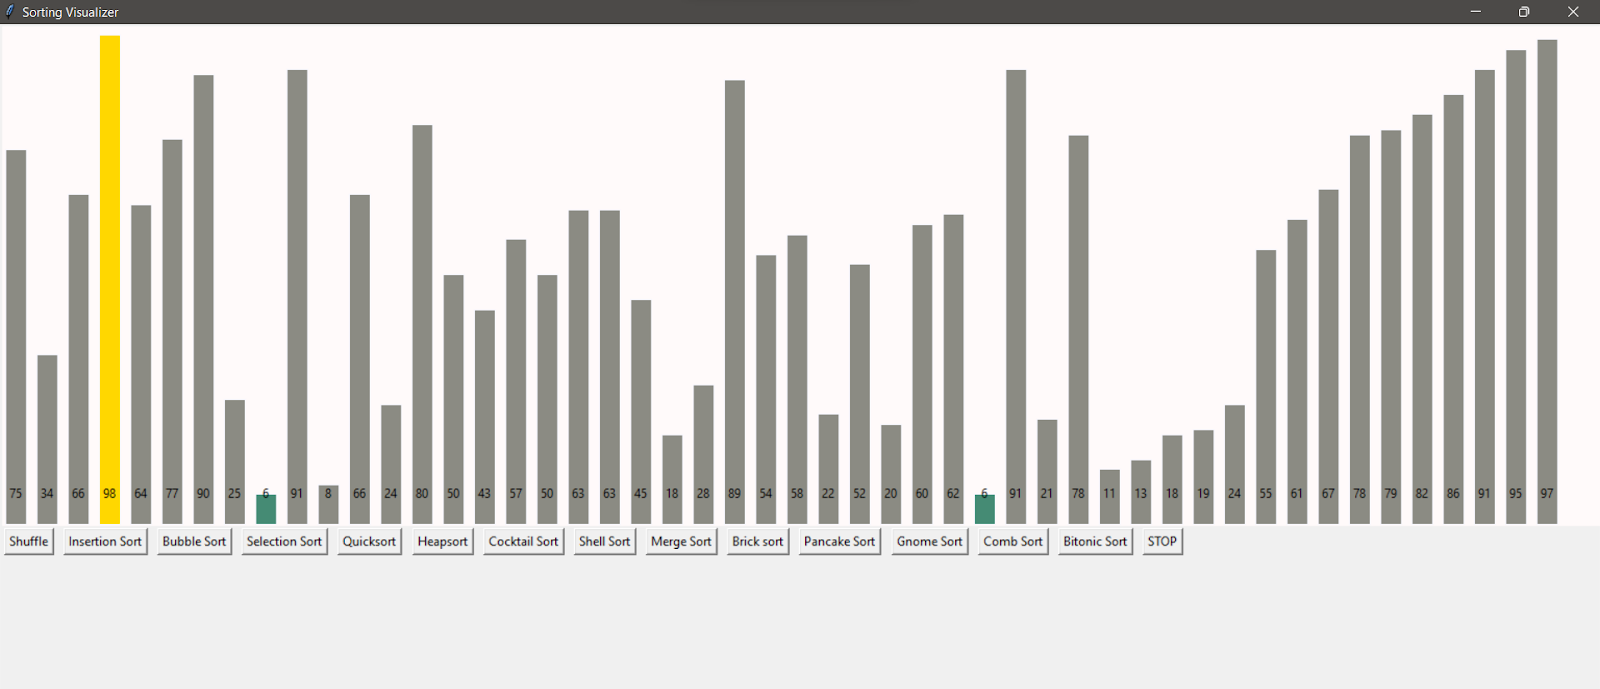 Sorting Visualizer
75 34 66 98 64 77 90 25 6 91 8 66 24 80 50 43 57 50 63 63 45 18 28 89 54 58 22 52 20 60 62 6 91 21 78 11 13 18 19 24 55 61 67 78 79 82 86 91 95 97
Shuffle Insertion Sort Bubble Sort Selection Sort Quicksort Heapsort Cocktail Sort Shell Sort Merge Sort Brick sort Pancake Sort Gnome Sort Comb Sort Bitonic Sort STOP